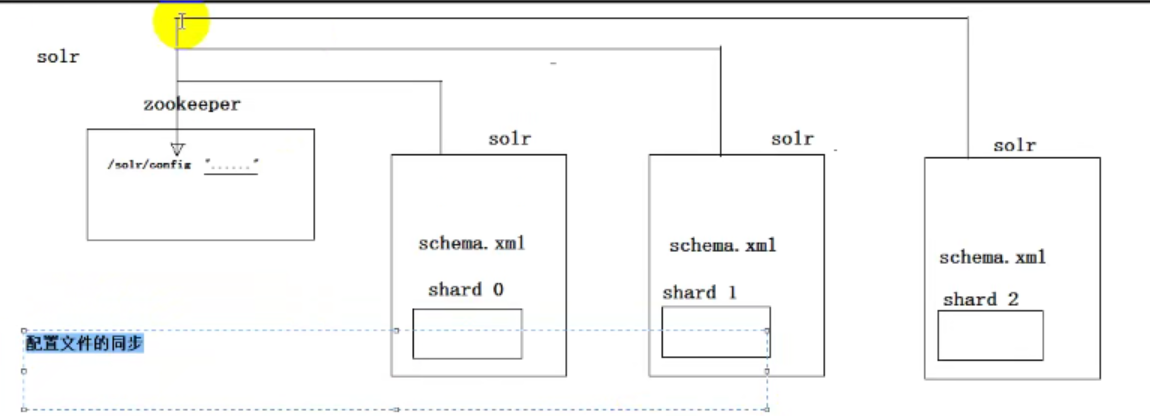 solr
zookeeper
/solr/config "......"
solr
schema.xml
shard 0
solr
schema.xml
shard 1
solr
schema.xml
shard 2
配置文件的同步